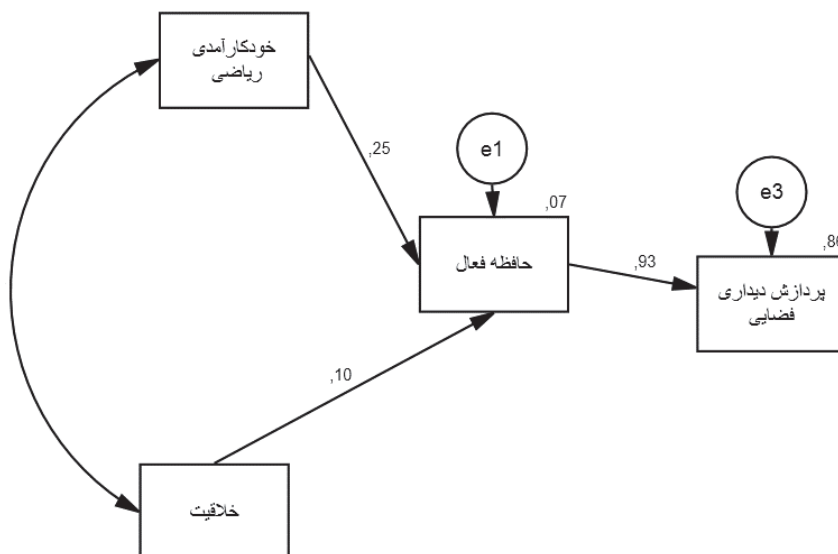 خودکارآمدی
ریاضی
,25
e1
,07
حافظه فعال
,93
e3
پردازش دیداری
فضایی
,10
خلاقیت